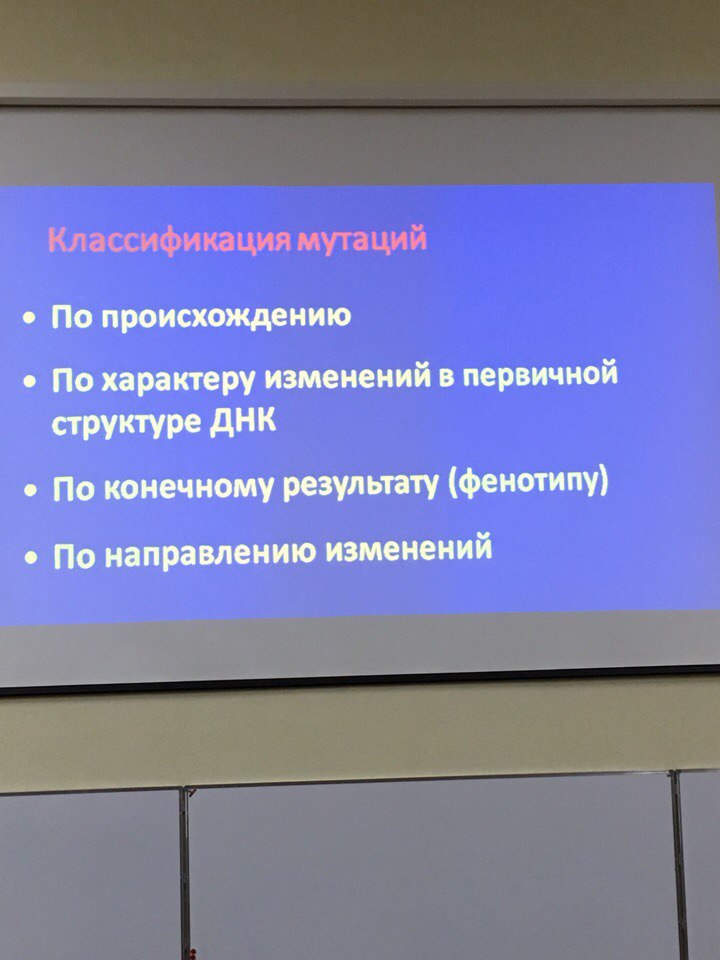 Классификация мутаций
• По происхождению
• По характеру изменений в первичной
структуре ДНК
• По конечному результату (фенотипу)
• По направлению изменений